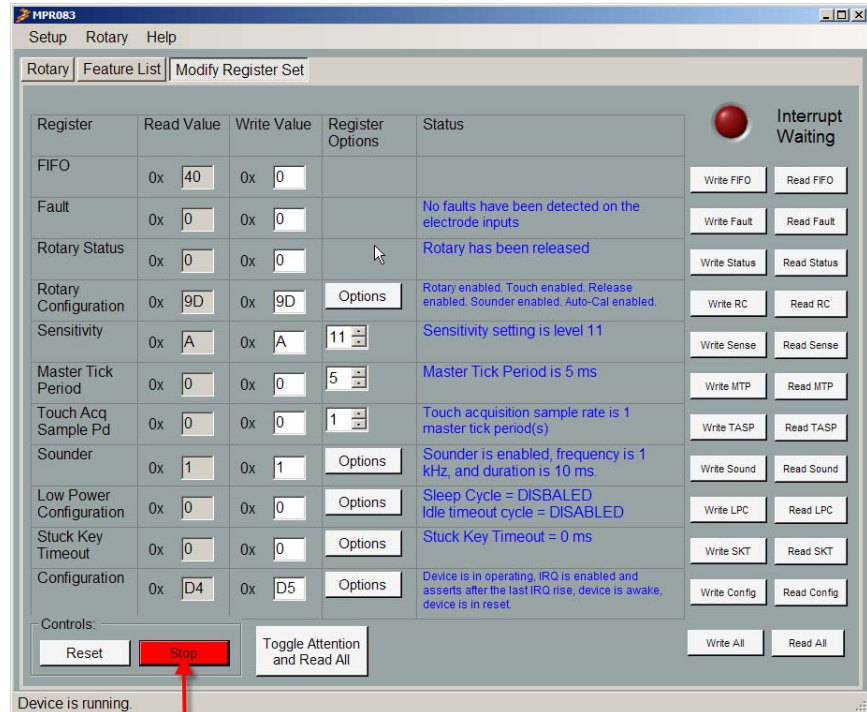 MPR083
Setup Rotary Help
Rotary Feature List Modify Register Set
Register Read Value Write Value Register Options Status
Interrupt Waiting
FIFO 0x 40 0x 0 Write FIFO Read FIFO
Fault 0x 0 0x 0 No faults have been detected on the electrode inputs Write Fault Read Fault
Rotary Status 0x 0 0x 0 Rotary has been released Write Status Read Status
Rotary Configuration 0x 9D 0x 9D Options Rotary enabled. Touch enabled. Release enabled. Sounder enabled. Auto-Cal enabled. Write RC Read RC
Sensitivity 0x A 0x A 11 Sensitivity setting is level 11 Write Sense Read Sense
Master Tick Period 0x 0 0x 0 5 Master Tick Period is 5 ms Write MTP Read MTP
Touch Acq Sample Pd 0x 0 0x 0 1 Touch acquisition sample rate is 1 master tick period(s) Write TASP Read TASP
Sounder 0x 1 0x 1 Options Sounder is enabled, frequency is 1 kHz, and duration is 10 ms. Write Sound Read Sound
Low Power Configuration 0x 0 0x 0 Options Sleep Cycle = DISBALED Idle timeout cycle = DISABLED Write LPC Read LPC
Stuck Key Timeout 0x 0 0x 0 Options Stuck Key Timeout = 0 ms Write SKT Read SKT
Configuration 0x D4 0x D5 Options Device is in operating, IRQ is enabled and asserts after the last IRQ rise, device is awake, device is in reset. Write Config Read Config
Controls:
Reset Stop Toggle Attention and Read All Write All Read All
Device is running.